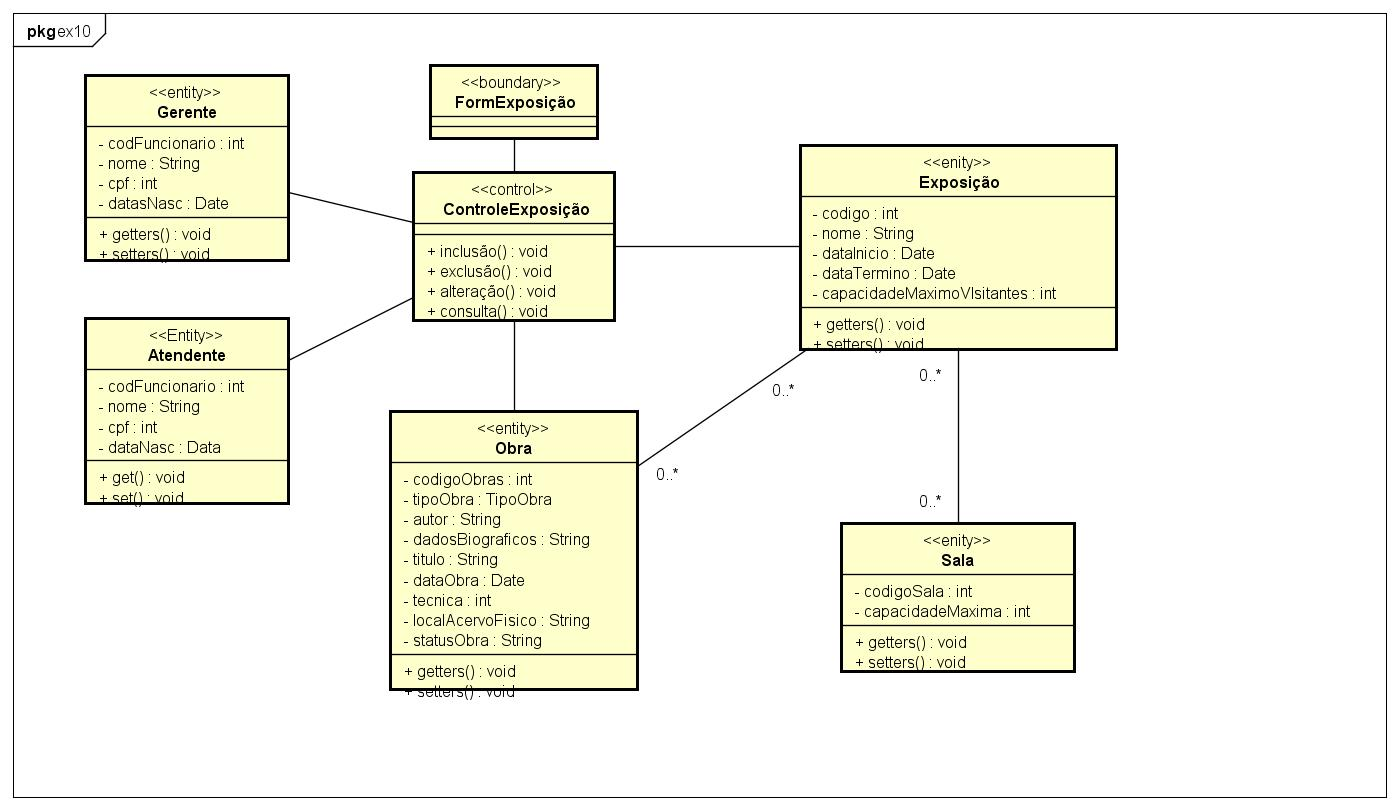 pkg ex10
<<entity>>
Gerente
- codFuncionario : int
- nome : String
- cpf : int
- datasNasc : Date
+ getters() : void
+ setters() : void
<<boundary>>
FormExposição
<<control>>
ControleExposição
+ inclusão() : void
+ exclusão() : void
+ alteração() : void
+ consulta() : void
<<enity>>
Exposição
- codigo : int
- nome : String
- dataInicio : Date
- dataTermino : Date
- capacidadeMaximoVIsitantes : int
+ getters() : void
+ setters() : void
<<Entity>>
Atendente
- codFuncionario : int
- nome : String
- cpf : int
- dataNasc : Data
+ get() : void
+ set() : void
0..*
0..*
<<entity>>
Obra
- codigoObras : int
- tipoObra : TipoObra
- autor : String
- dadosBiograficos : String
- titulo : String
- dataObra : Date
- tecnica : int
- localAcervoFisico : String
- statusObra : String
+ getters() : void
+ setters() : void
0..*
0..*
<<enity>>
Sala
- codigoSala : int
- capacidadeMaxima : int
+ getters() : void
+ setters() : void